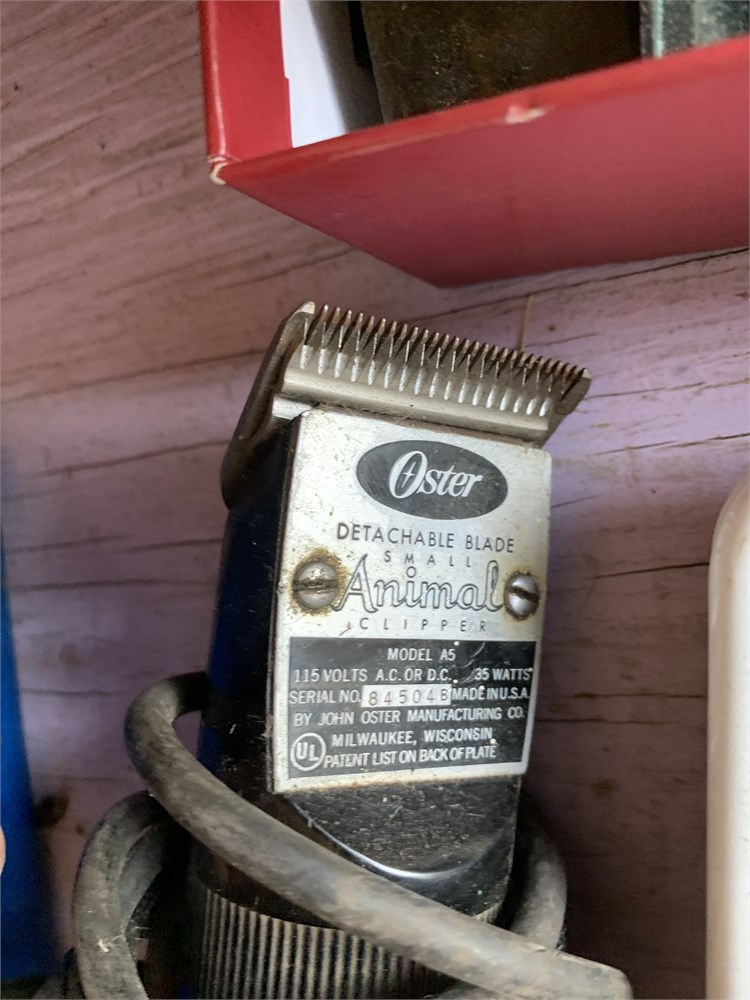 Oster
DETACHABLE BLADE
SMALL
Animal
CLIPPER
MODEL A5
115 VOLTS A.C. OR D.C. 35 WATTS
SERIAL NO. 84504B MADE IN U.S.A.
BY JOHN OSTER MANUFACTURING CO.
MILWAUKEE, WISCONSIN
UL PATENT LIST ON BACK OF PLATE